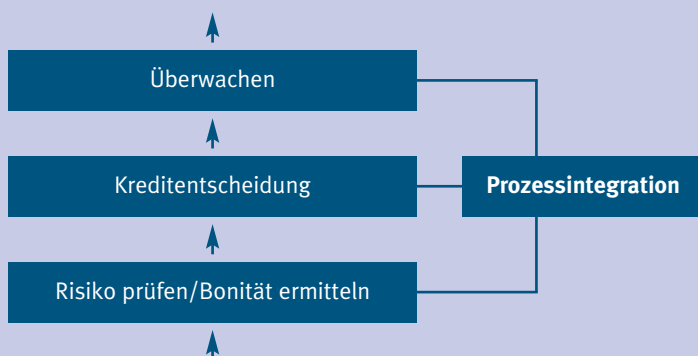 Überwachen
Kreditentscheidung
Prozessintegration
Risiko prüfen/Bonität ermitteln